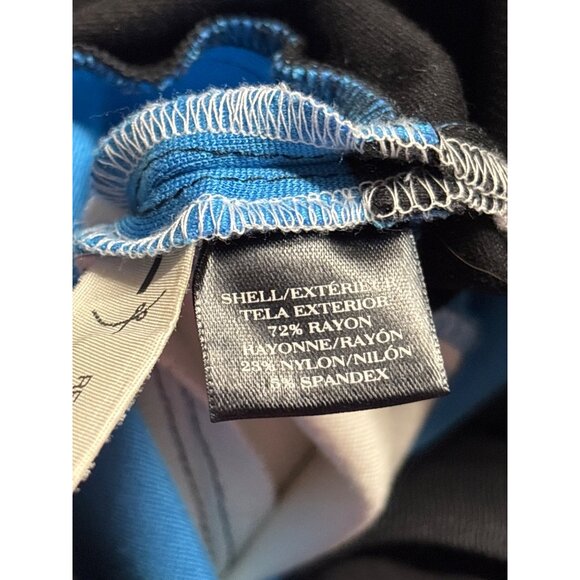 SHELL/EXTÉRIEUR
TELA EXTERIOR:
72% RAYON
RAYONNE/RAYÓN
23% NYLON/NILÓN
5% SPANDEX